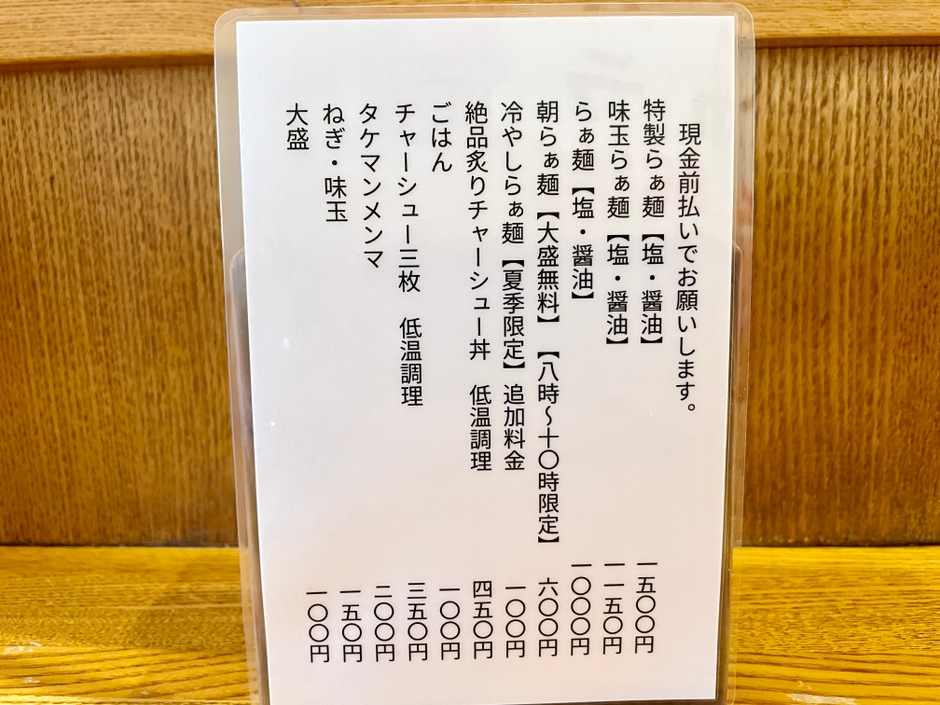 現金前払いでお願いします。
特製らぁ麺【塩・醤油】 一五〇〇円
味玉らぁ麺【塩・醤油】 一一五〇円
らぁ麺【塩・醤油】 一〇〇〇円
朝らぁ麺【大盛無料】【八時～十〇時限定】 六〇〇円
冷やしらぁ麺【夏季限定】追加料金 一〇〇円
絶品炙りチャーシュー丼 低温調理 四五〇円
ごはん 一〇〇円
チャーシュー三枚 低温調理 三五〇円
タケマンメンマ 二〇〇円
ねぎ・味玉 一五〇円
大盛 一〇〇円